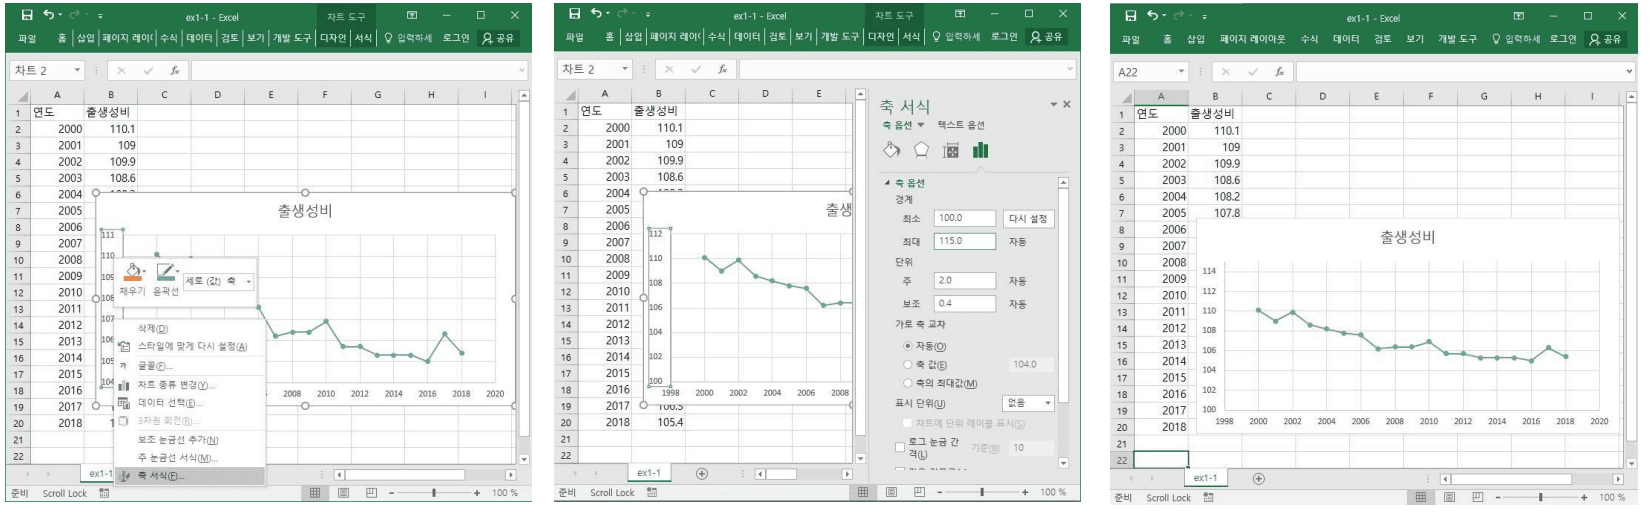 ex1-1 - Excel
차트 도구
파일 홈 삽입 페이지 레이( 수식 데이터 검토 보기 개발 도구 디자인 서식 입력하세 로그인 공유
차트 2
fx
A B C D E F G H I
1 연도 출생성비
2 2000 110.1
3 2001 109
4 2002 109.9
5 2003 108.6
6 2004
7 2005
8 2006
9 2007
10 2008
11 2009
12 2010
13 2011
14 2012
15 2013
16 2014
17 2015
18 2016
19 2017
20 2018
21
22
출생성비
111
110
109
108
107
106
105
104
2008 2010 2012 2014 2016 2018 2020
채우기 윤곽선
세로 (값) 축
삭제(D)
스타일에 맞게 다시 설정(A)
가 글꼴(F)...
차트 종류 변경(Y)...
데이터 선택(E)...
3차원 회전(R)...
보조 눈금선 추가(N)
주 눈금선 서식(M)...
축 서식(F)...
ex1-1
준비 Scroll Lock
100 %
ex1-1 - Excel
차트 도구
파일 홈 삽입 페이지 레이( 수식 데이터 검토 보기 개발 도구 디자인 서식 입력하세 로그인 공유
차트 2
fx
A B C D E
1 연도 출생성비
2 2000 110.1
3 2001 109
4 2002 109.9
5 2003 108.6
6 2004
7 2005
8 2006
9 2007
10 2008
11 2009
12 2010
13 2011
14 2012
15 2013
16 2014
17 2015
18 2016
19 2017 106.3
20 2018 105.4
21
22
출생
112
110
108
106
104
102
100
1998 2000 2002 2004 2006 2008
축 서식
축 옵션 텍스트 옵션
축 옵션
경계
최소 100.0 다시 설정
최대 115.0 자동
단위
주 2.0 자동
보조 0.4 자동
가로 축 교차
자동(O)
축 값(E) 104.0
축의 최대값(M)
표시 단위(U) 없음
차트에 단위 레이블 표시(S)
로그 눈금 간격(L) 기준(B) 10
ex1-1
준비 Scroll Lock
100 %
ex1-1 - Excel
파일 홈 삽입 페이지 레이아웃 수식 데이터 검토 보기 개발 도구 입력하세 로그인 공유
A22
fx
A B C D E F G H I
1 연도 출생성비
2 2000 110.1
3 2001 109
4 2002 109.9
5 2003 108.6
6 2004 108.2
7 2005 107.8
8 2006
9 2007
10 2008
11 2009
12 2010
13 2011
14 2012
15 2013
16 2014
17 2015
18 2016
19 2017
20 2018
21
22
출생성비
114
112
110
108
106
104
102
100
1998 2000 2002 2004 2006 2008 2010 2012 2014 2016 2018 2020
ex1-1
준비 Scroll Lock
100 %